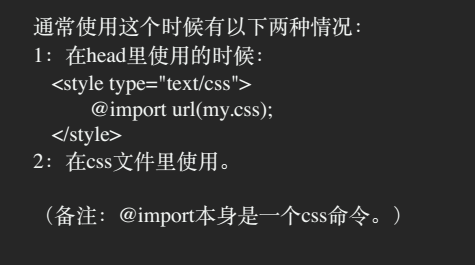 通常使用这个时候有以下两种情况：
1：在head里使用的时候：
<style type="text/css">
@import url(my.css);
</style>
2：在css文件里使用。
（备注：@import本身是一个css命令。）